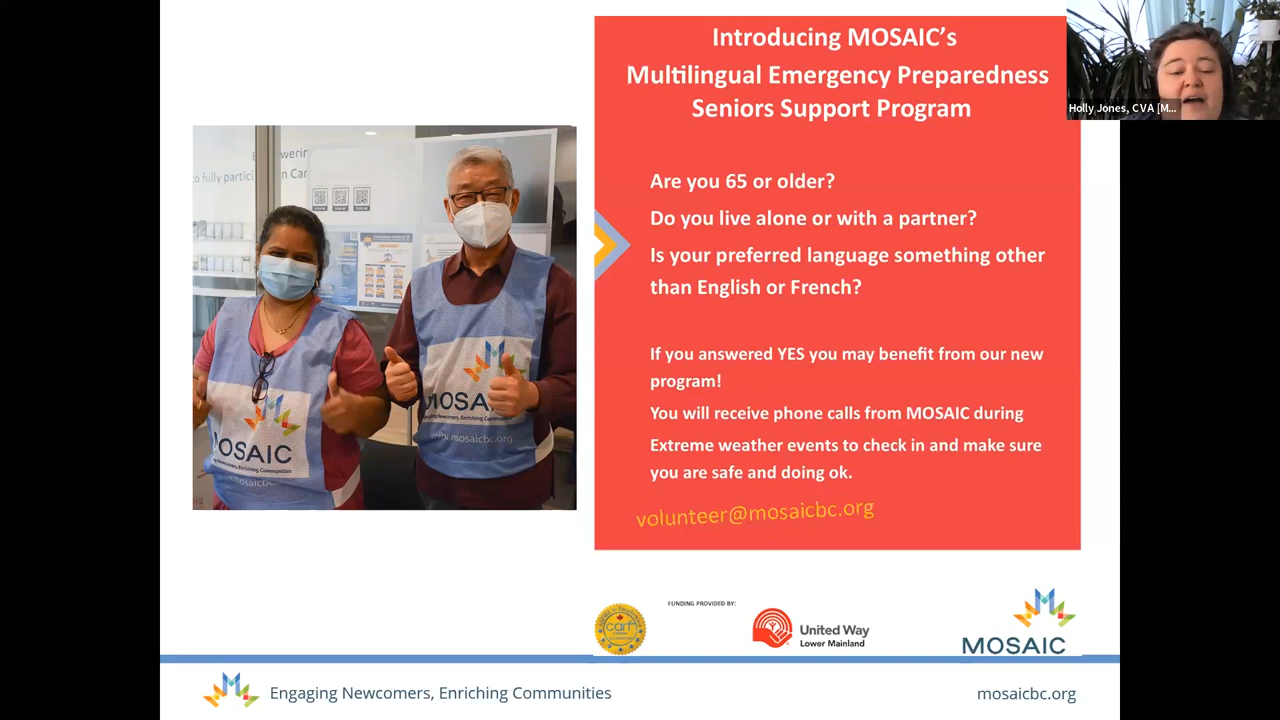 Introducing MOSAIC's
Multilingual Emergency Preparedness
Seniors Support Program
Holly Jones, CVA [M...
Are you 65 or older?
Do you live alone or with a partner?
Is your preferred language something other
than English or French?
If you answered YES you may benefit from our new
program!
You will receive phone calls from MOSAIC during
Extreme weather events to check in and make sure
you are safe and doing ok.
volunteer@mosaicbc.org
MOSAIC
www.mosaicbc.org
MOSAIC
FUNDING PROVIDED BY:
carf
United Way
Lower Mainland
MOSAIC
Engaging Newcomers, Enriching Communities
mosaicbc.org